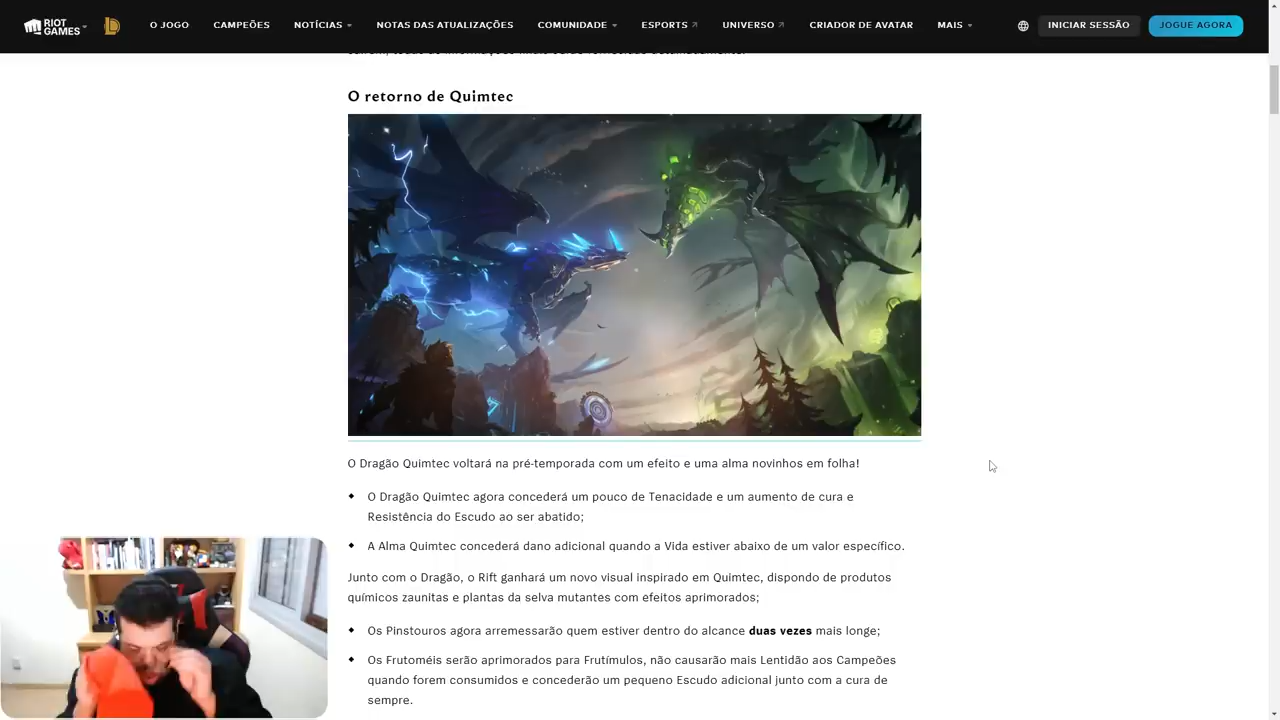 RIOT GAMES
O JOGO CAMPEÕES NOTÍCIAS NOTAS DAS ATUALIZAÇÕES COMUNIDADE ESPORTS UNIVERSO CRIADOR DE AVATAR MAIS INICIAR SESSÃO JOGUE AGORA
O retorno de Quimtec
O Dragão Quimtec voltará na pré-temporada com um efeito e uma alma novinhos em folha!
O Dragão Quimtec agora concederá um pouco de Tenacidade e um aumento de cura e
Resistência do Escudo ao ser abatido;
A Alma Quimtec concederá dano adicional quando a Vida estiver abaixo de um valor específico.
Junto com o Dragão, o Rift ganhará um novo visual inspirado em Quimtec, dispondo de produtos
químicos zaunitas e plantas da selva mutantes com efeitos aprimorados;
Os Pinstouros agora arremessarão quem estiver dentro do alcance duas vezes mais longe;
Os Frutoméis serão aprimorados para Frutímulos, não causarão mais Lentidão aos Campeões
quando forem consumidos e concederão um pequeno Escudo adicional junto com a cura de
sempre.